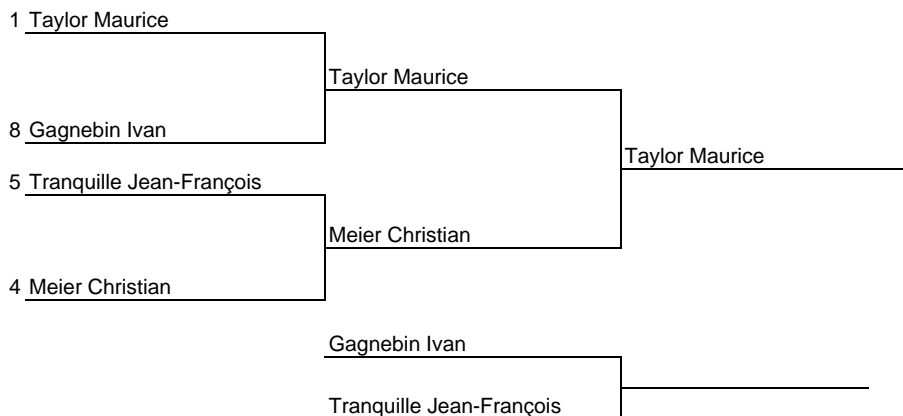 1 Taylor Maurice
Taylor Maurice
8 Gagnebin Ivan
Taylor Maurice
5 Tranquille Jean-François
Meier Christian
4 Meier Christian
Gagnebin Ivan
Tranquille Jean-François